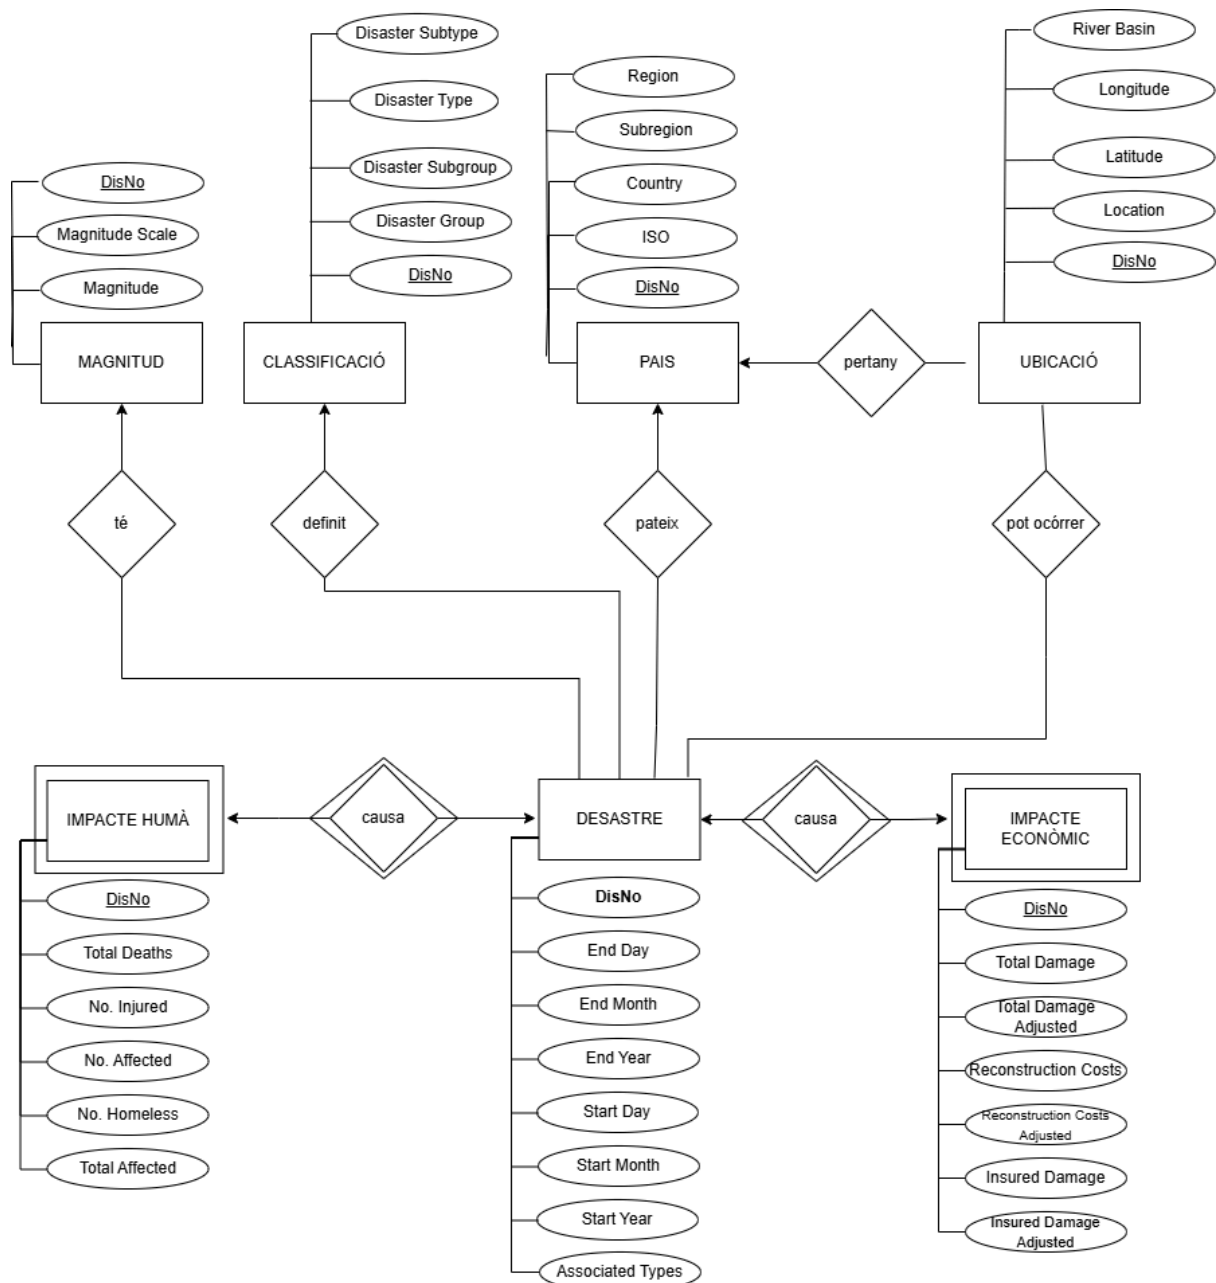 Disaster Subtype
Disaster Type
Disaster Subgroup
Disaster Group
DisNo
River Basin
Longitude
Latitude
Location
DisNo
Region
Subregion
Country
ISO
DisNo
DisNo
Magnitude Scale
Magnitude
MAGNITUD
CLASSIFICACIÓ
PAIS
pertany
UBICACIÓ
té
definit
pateix
pot ocórrer
IMPACTE HUMÀ
causa
DESASTRE
causa
IMPACTE
ECONÒMIC
DisNo
Total Deaths
No. Injured
No. Affected
No. Homeless
Total Affected
DisNo
End Day
End Month
End Year
Start Day
Start Month
Start Year
Associated Types
DisNo
Total Damage
Total Damage
Adjusted
Reconstruction Costs
Reconstruction Costs
Adjusted
Insured Damage
Insured Damage
Adjusted